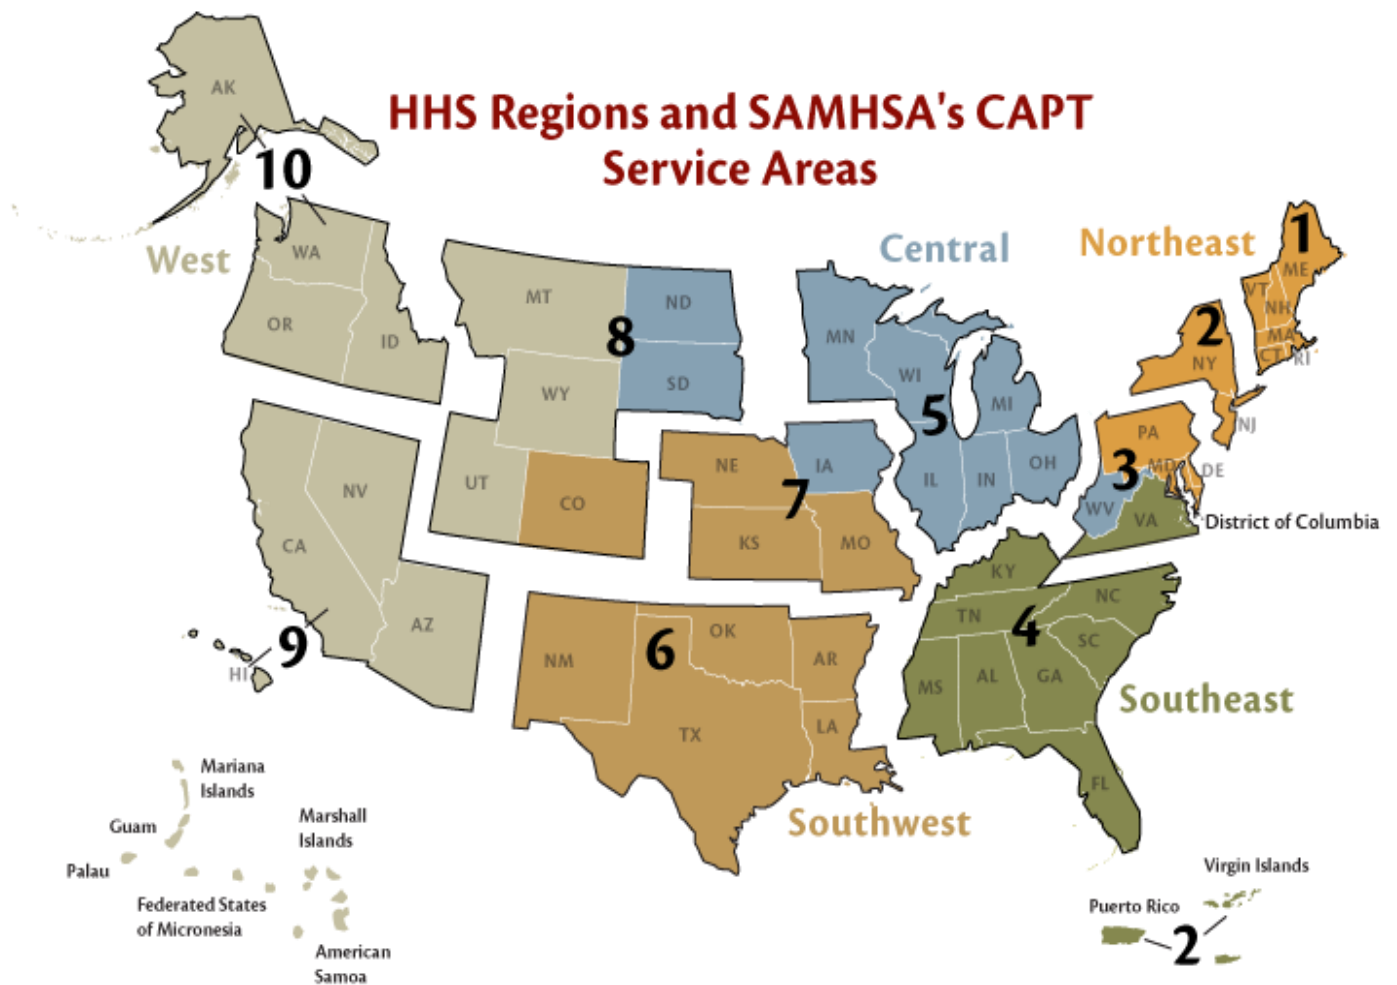 HHS Regions and SAMHSA's CAPT
Service Areas
AK
10
West
WA
OR
ID
MT
WY
UT
8
ND
SD
CO
Central
MN
WI
MI
5
IL
IN
OH
Northeast
1
ME
VT
NH
MA
CT
RI
2
NY
NJ
PA
3
MD
DE
WV
VA
District of Columbia
NE
IA
7
KS
MO
NV
CA
AZ
9
HI
6
OK
NM
TX
AR
LA
Southwest
KY
TN
4
NC
SC
MS
AL
GA
FL
Southeast
Mariana
Islands
Guam
Palau
Marshall
Islands
Federated States
of Micronesia
American
Samoa
Virgin Islands
Puerto Rico
2